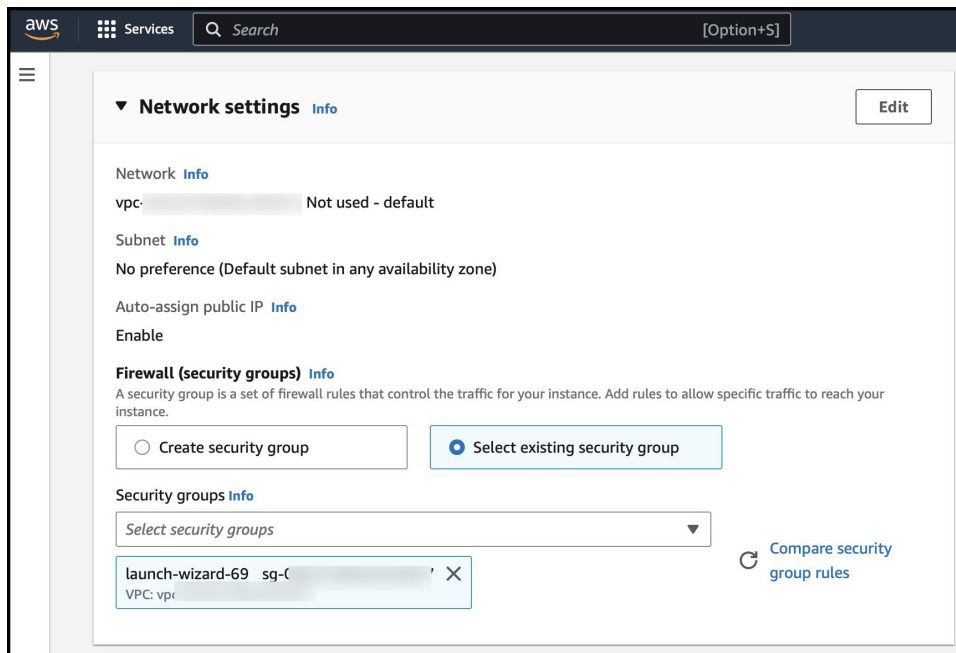 aws
Services
Search [Option+S]
Network settings Info
Edit
Network Info
vpc- Not used - default
Subnet Info
No preference (Default subnet in any availability zone)
Auto-assign public IP Info
Enable
Firewall (security groups) Info
A security group is a set of firewall rules that control the traffic for your instance. Add rules to allow specific traffic to reach your
instance.
Create security group
Select existing security group
Security groups Info
Select security groups
launch-wizard-69 sg-
VPC:
Compare security
group rules